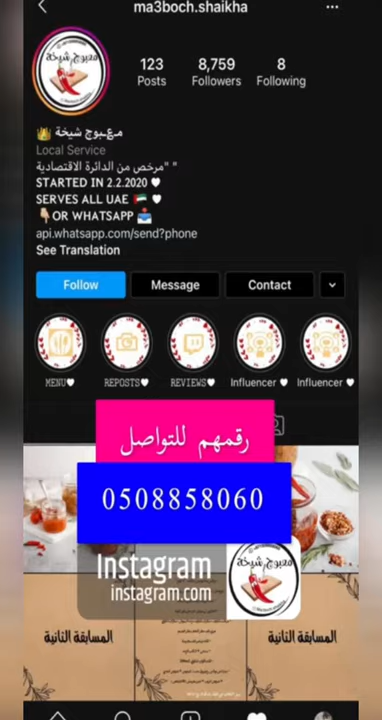 ma3boch.shaikha
123
8,759
8
Posts
Followers
Following
معبوج شيخة
مـعـبوج شيخة 👑
Local Service
مرخص من الدائرة الاقتصادية" "
STARTED IN 2.2.2020 🤍
SERVES ALL UAE 🇦🇪 🤍
👇🏼OR WHATSAPP 📩
api.whatsapp.com/send?phone
See Translation
Follow
Message
Contact
MENU🤍
REPOSTS🤍
REVIEWS🤍
Influencer 🤍
Influencer 🤍
رقمهم للتواصل
0508858060
Instagram
instagram.com
معبوج شيخة
المسابقة الثانية
المسابقة الثانية